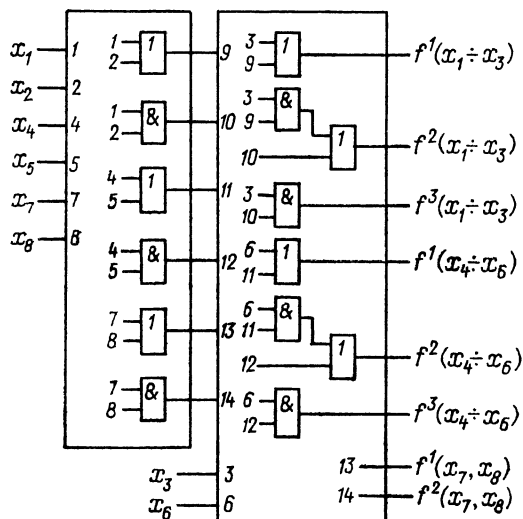 x₁ 1
x₂ 2
x₄ 4
x₅ 5
x₇ 7
x₈ 8
1 2 1 9
1 2 & 10
4 5 1 11
4 5 & 12
7 8 1 13
7 8 & 14
3 9 1 f¹(x₁÷x₃)
3 9 &
10 1 f²(x₁÷x₃)
3 10 & f³(x₁÷x₃)
6 11 1 f¹(x₄÷x₆)
6 11 &
12 1 f²(x₄÷x₆)
6 12 & f³(x₄÷x₆)
13 f¹(x₇,x₈)
14 f²(x₇,x₈)
x₃ 3
x₆ 6